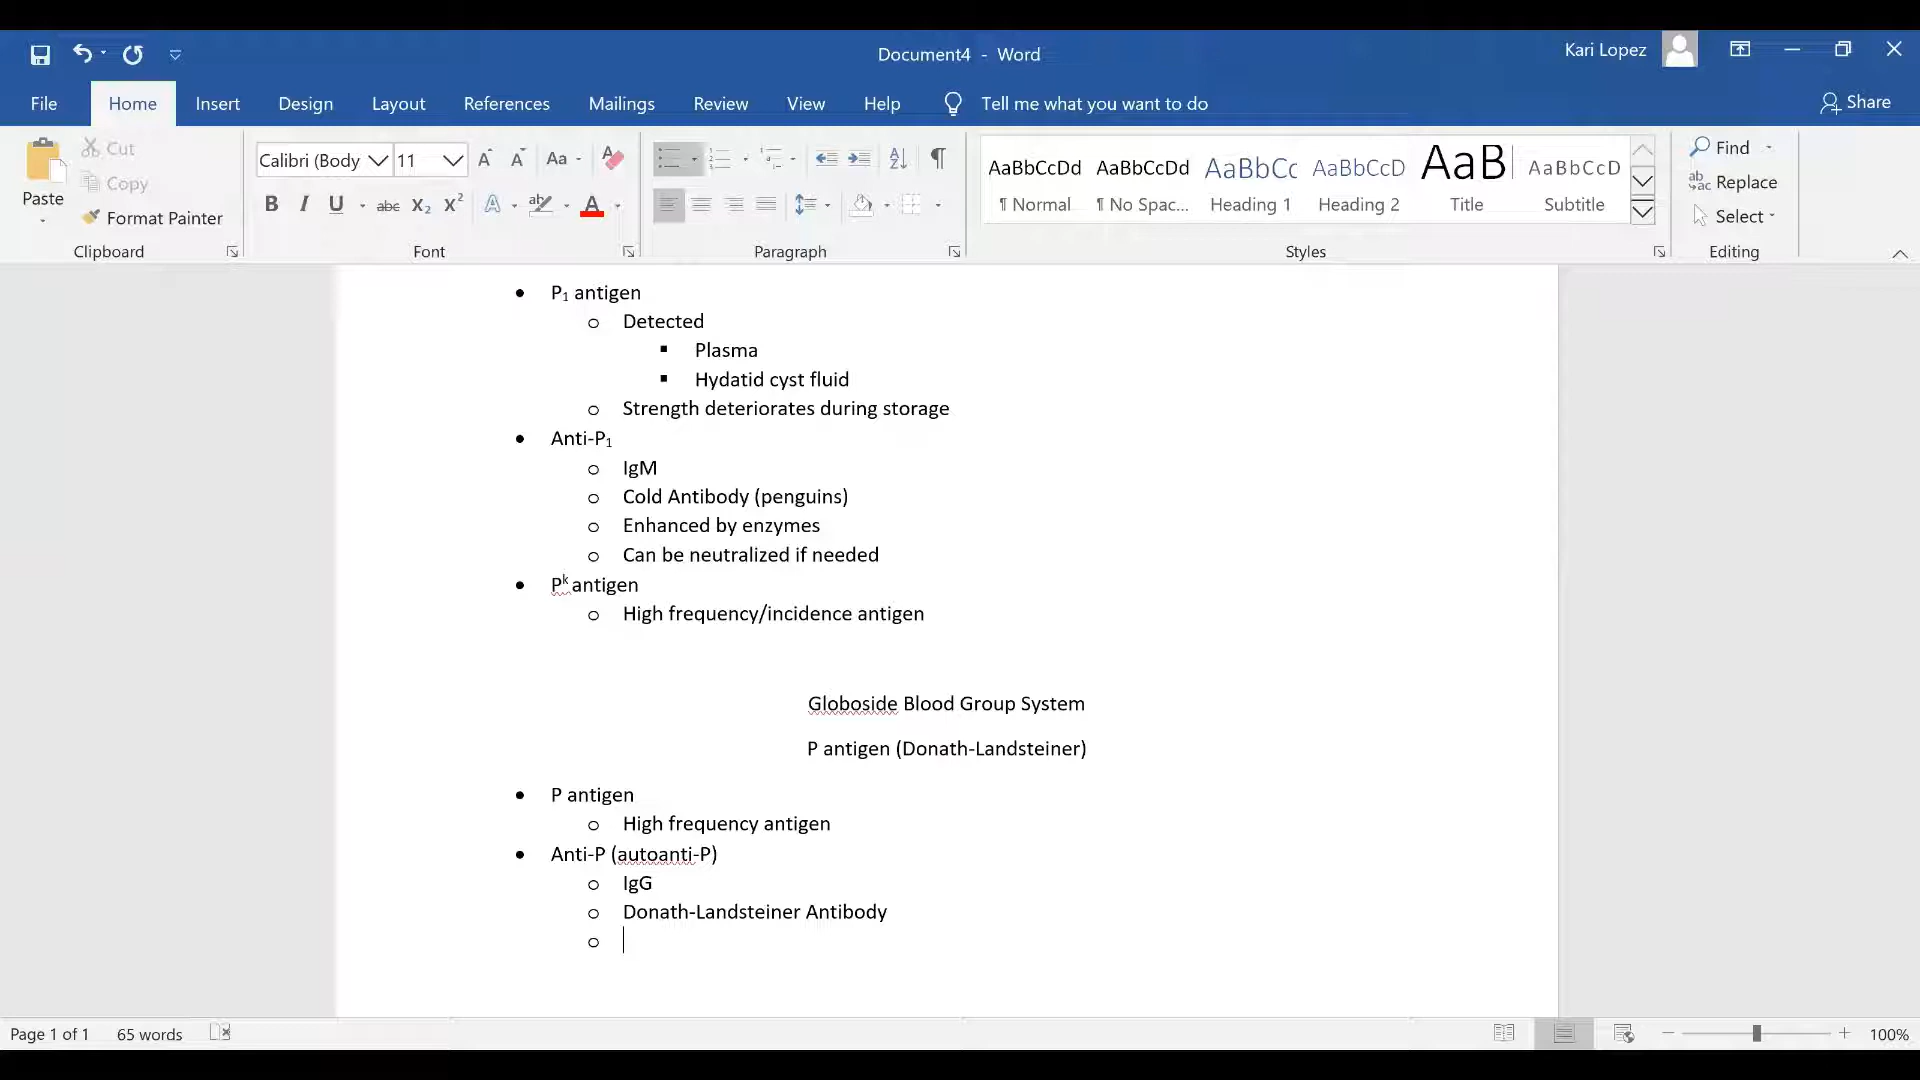 Document4 - Word
Kari Lopez
File Home Insert Design Layout References Mailings Review View Help Tell me what you want to do Share
Paste
Cut
Copy
Format Painter
Clipboard
Calibri (Body 11
Font
Paragraph
AaBbCcDd AaBbCcDd AaBbCc AaBbCcD AaB AaBbCcD
¶ Normal ¶ No Spac... Heading 1 Heading 2 Title Subtitle
Styles
Find
Replace
Select
Editing
• P₁ antigen
o Detected
▪ Plasma
▪ Hydatid cyst fluid
o Strength deteriorates during storage
• Anti-P₁
o IgM
o Cold Antibody (penguins)
o Enhanced by enzymes
o Can be neutralized if needed
• Pᵏ antigen
o High frequency/incidence antigen
Globoside Blood Group System
P antigen (Donath-Landsteiner)
• P antigen
o High frequency antigen
• Anti-P (autoanti-P)
o IgG
o Donath-Landsteiner Antibody
o
Page 1 of 1 65 words 100%